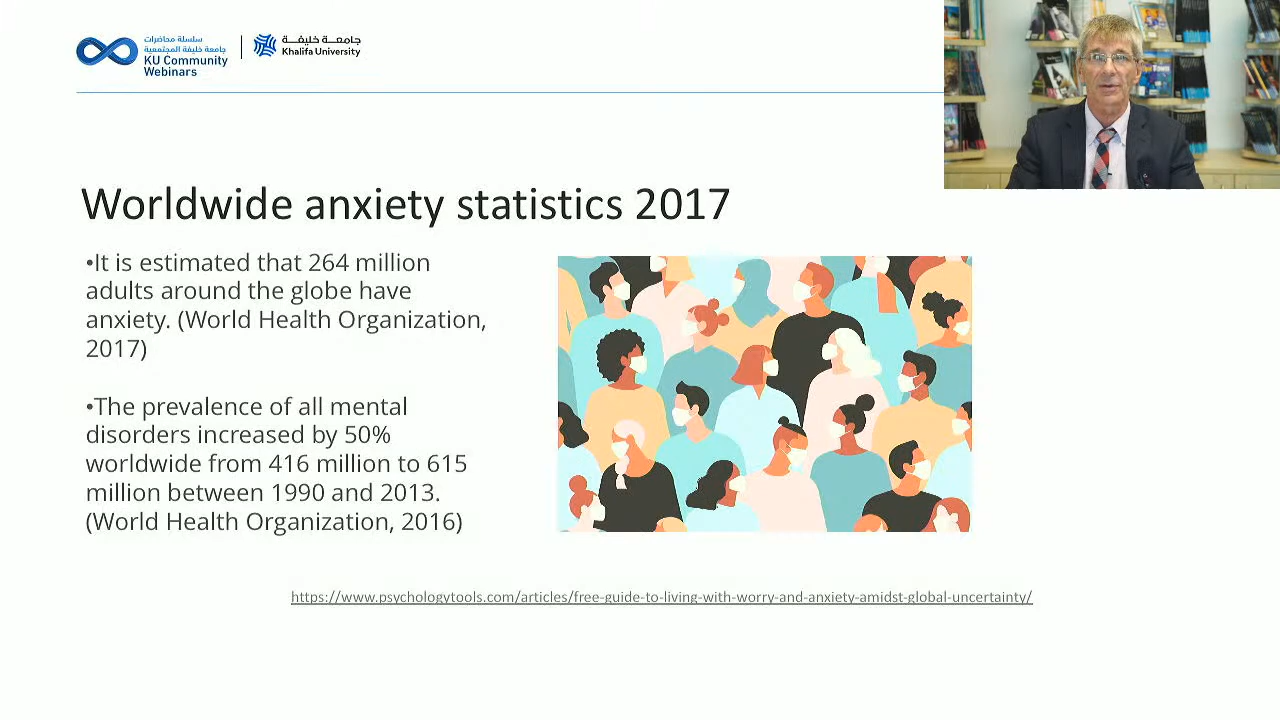 سلسلة محاضرات
جامعة خليفة المجتمعية
KU Community
Webinars
جامعــة خليفــة
Khalifa University
Worldwide anxiety statistics 2017
•It is estimated that 264 million
adults around the globe have
anxiety. (World Health Organization,
2017)
•The prevalence of all mental
disorders increased by 50%
worldwide from 416 million to 615
million between 1990 and 2013.
(World Health Organization, 2016)
https://www.psychologytools.com/articles/free-guide-to-living-with-worry-and-anxiety-amidst-global-uncertainty/